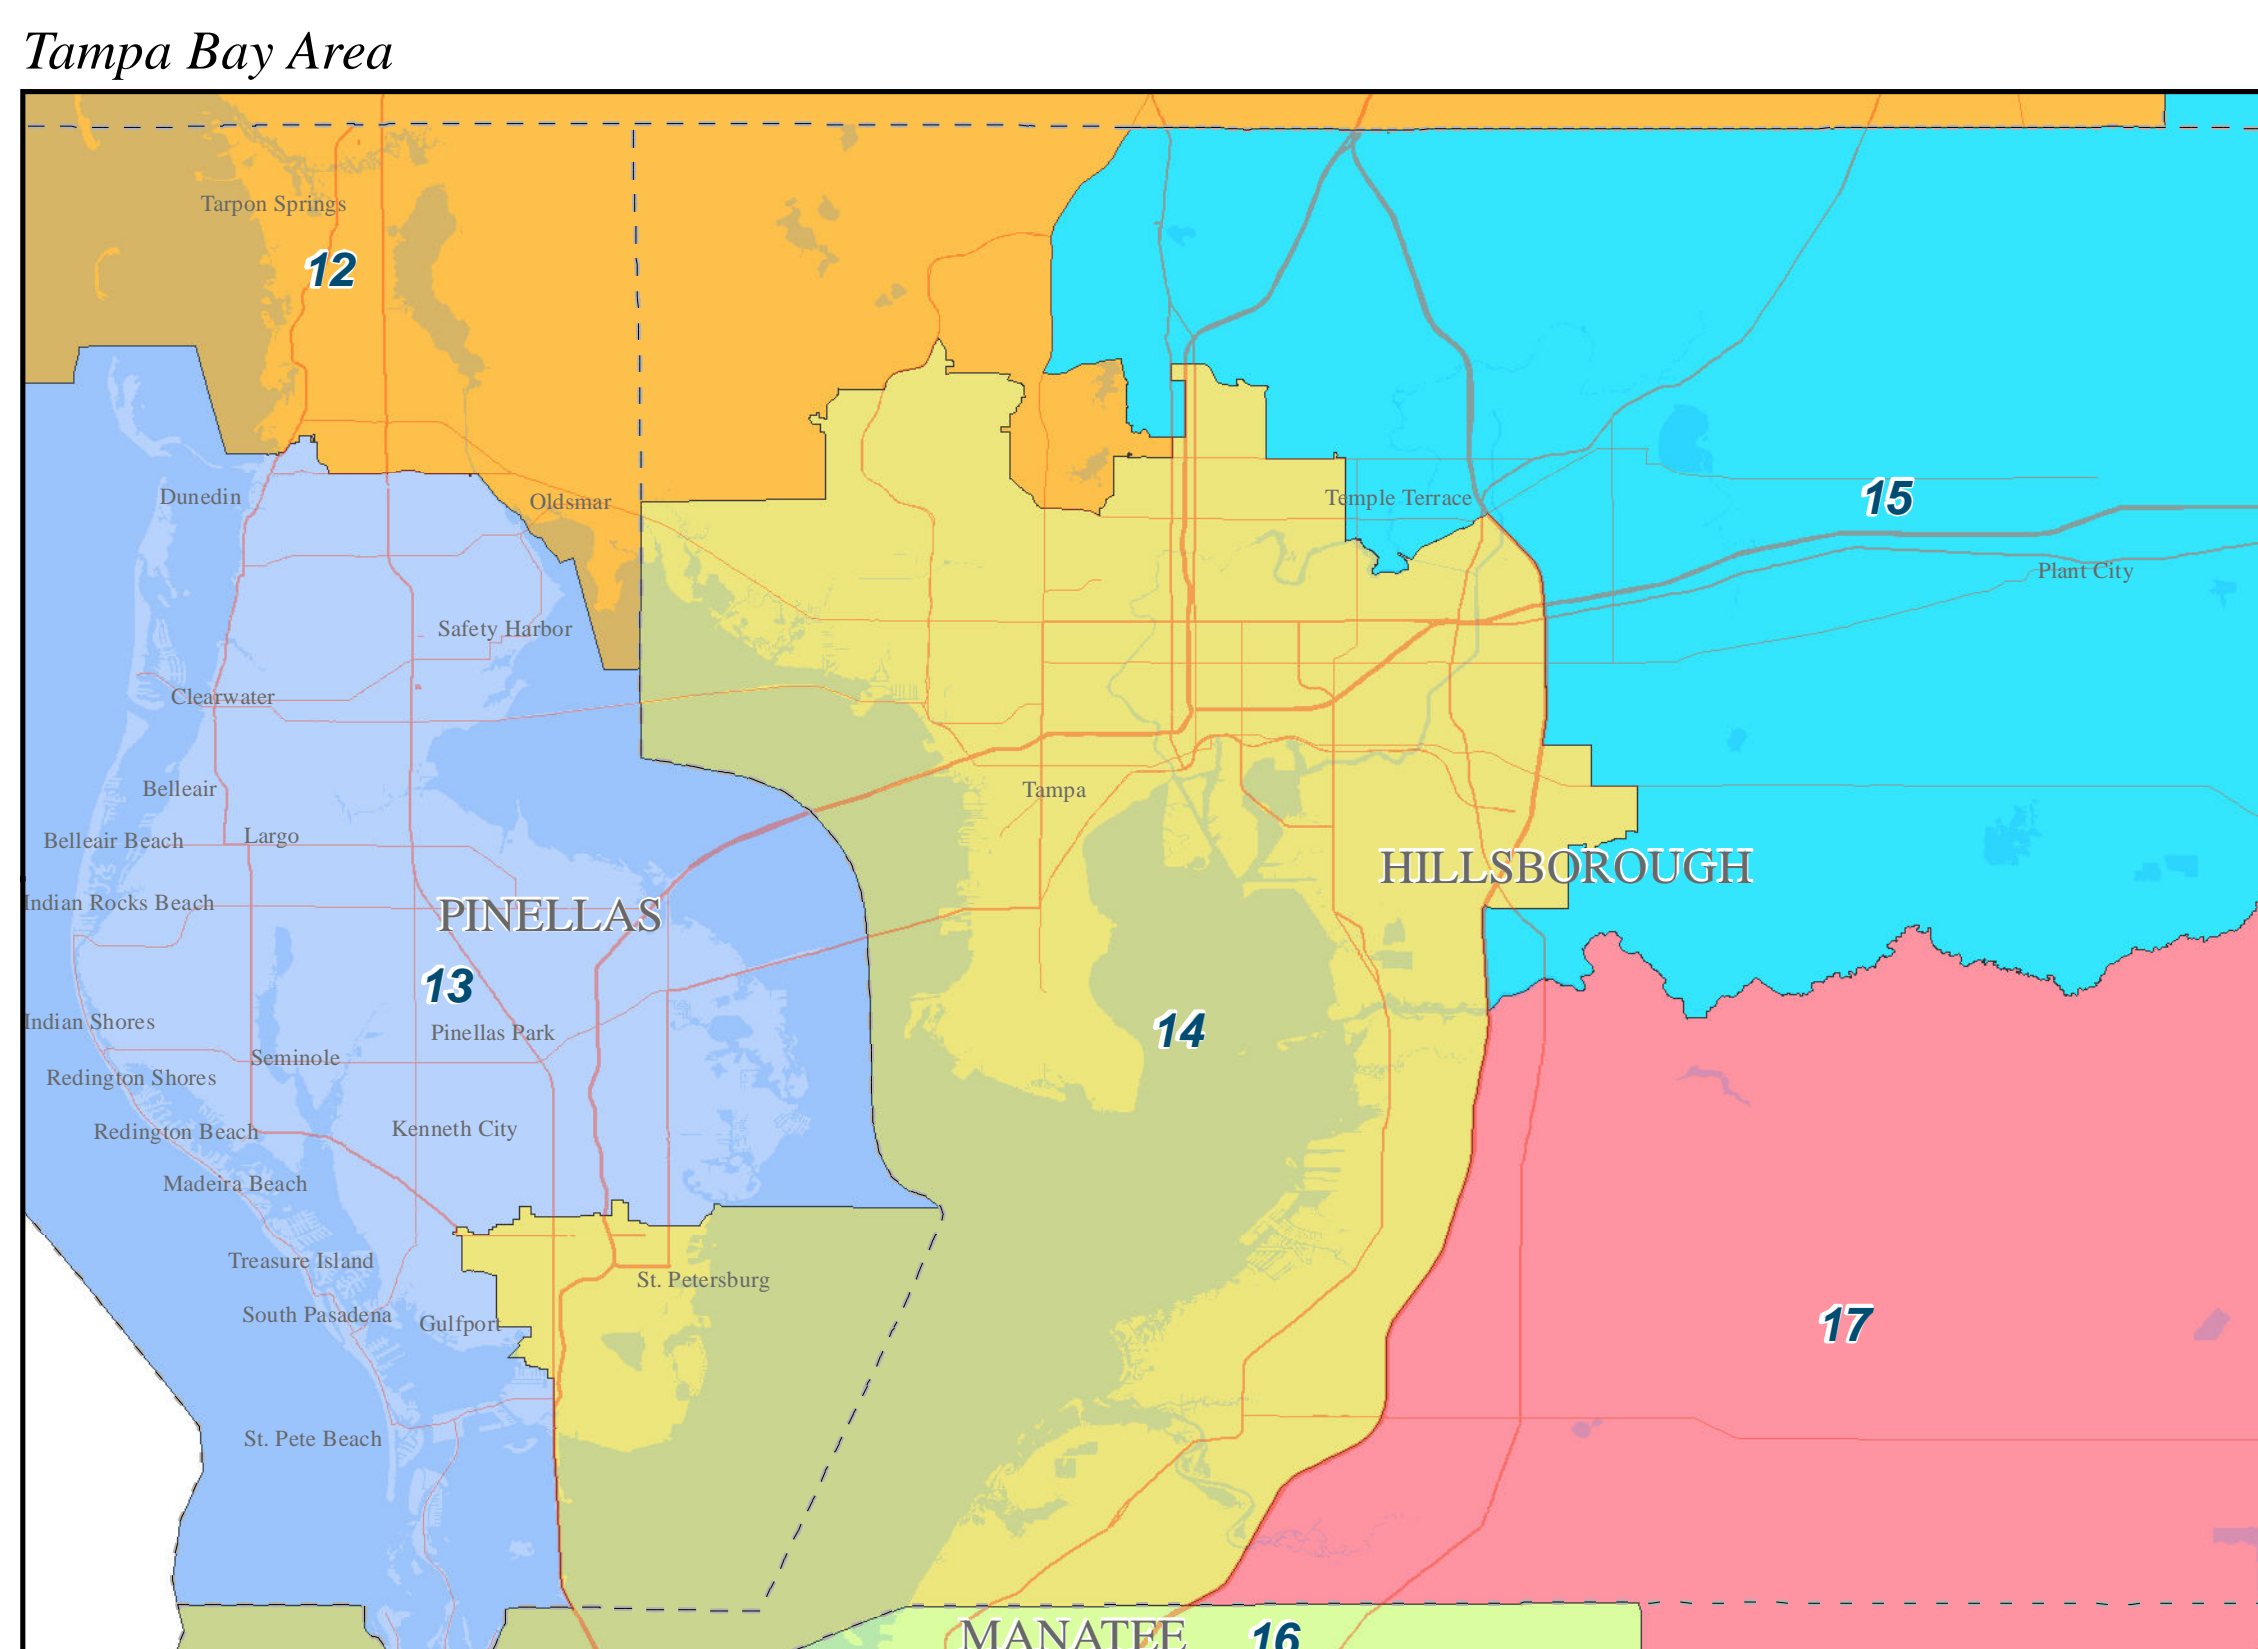 Tampa Bay Area
Tarpon Springs
12
Dunedin
Oldsmar
Temple Terrace
15
Plant City
Safety Harbor
Clearwater
Belleair
Tampa
Belleair Beach
Largo
HILLSBOROUGH
Indian Rocks Beach
PINELLAS
13
Indian Shores
Pinellas Park
14
Seminole
Redington Shores
Redington Beach
Kenneth City
Madeira Beach
Treasure Island
St. Petersburg
South Pasadena
Gulfport
17
St. Pete Beach
MANATEE
16